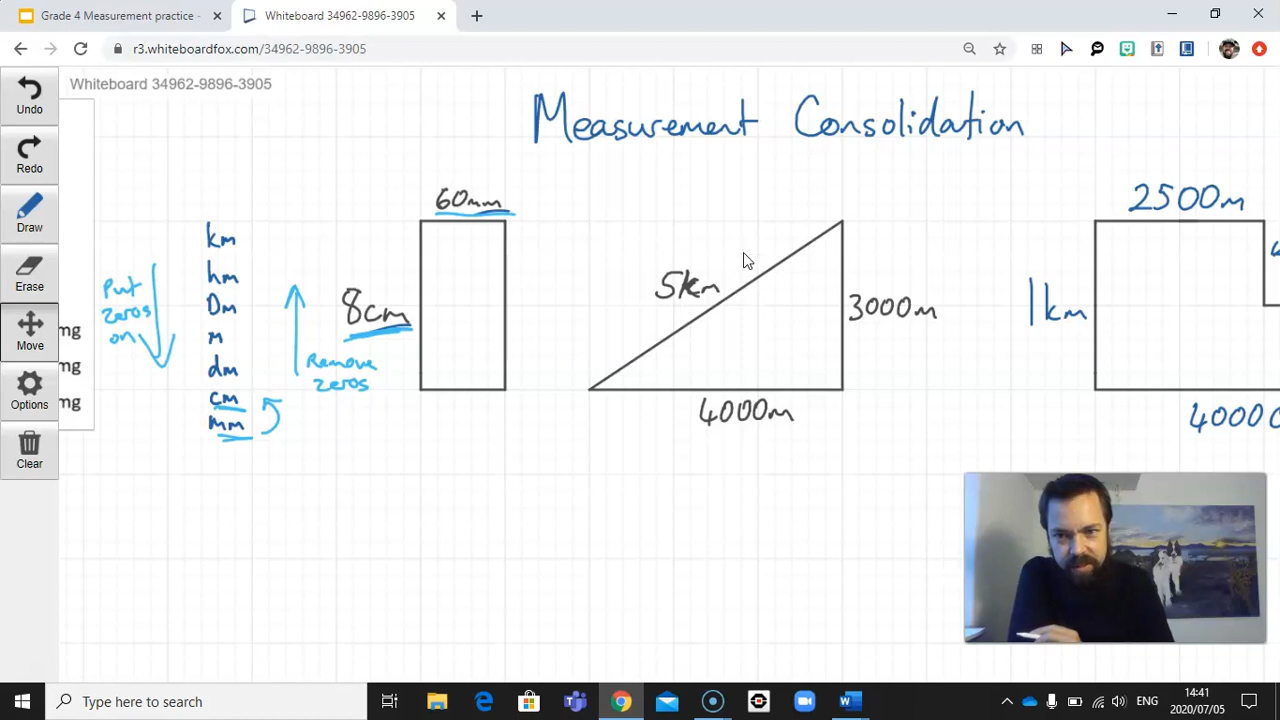 Grade 4 Measurement practice -
Whiteboard 34962-9896-3905
r3.whiteboardfox.com/34962-9896-3905
Whiteboard 34962-9896-3905
Undo
Redo
Draw
Erase
Move
Options
Clear
mg
mg
mg
Measurement Consolidation
Put
zeros
on
km
hm
Dm
m
dm
cm
mm
Remove
zeros
60mm
8cm
5km
3000m
4000m
2500m
1km
4000
Type here to search
ENG
14:41
2020/07/05